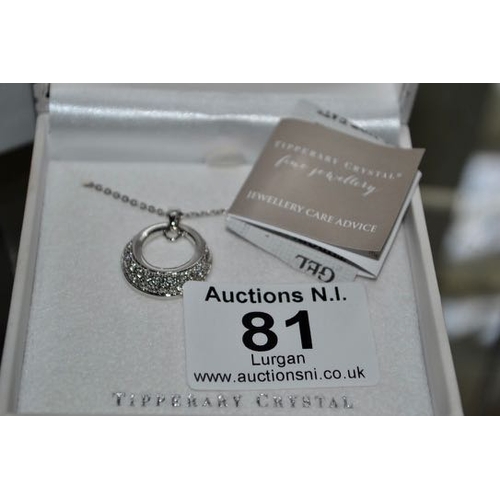 TIPPERARY CRYSTAL®
fine jewellery
JEWELLERY CARE ADVICE
GEL
Auctions N.I.
81
Lurgan
www.auctionsni.co.uk
TIPPERARY CRYSTAL